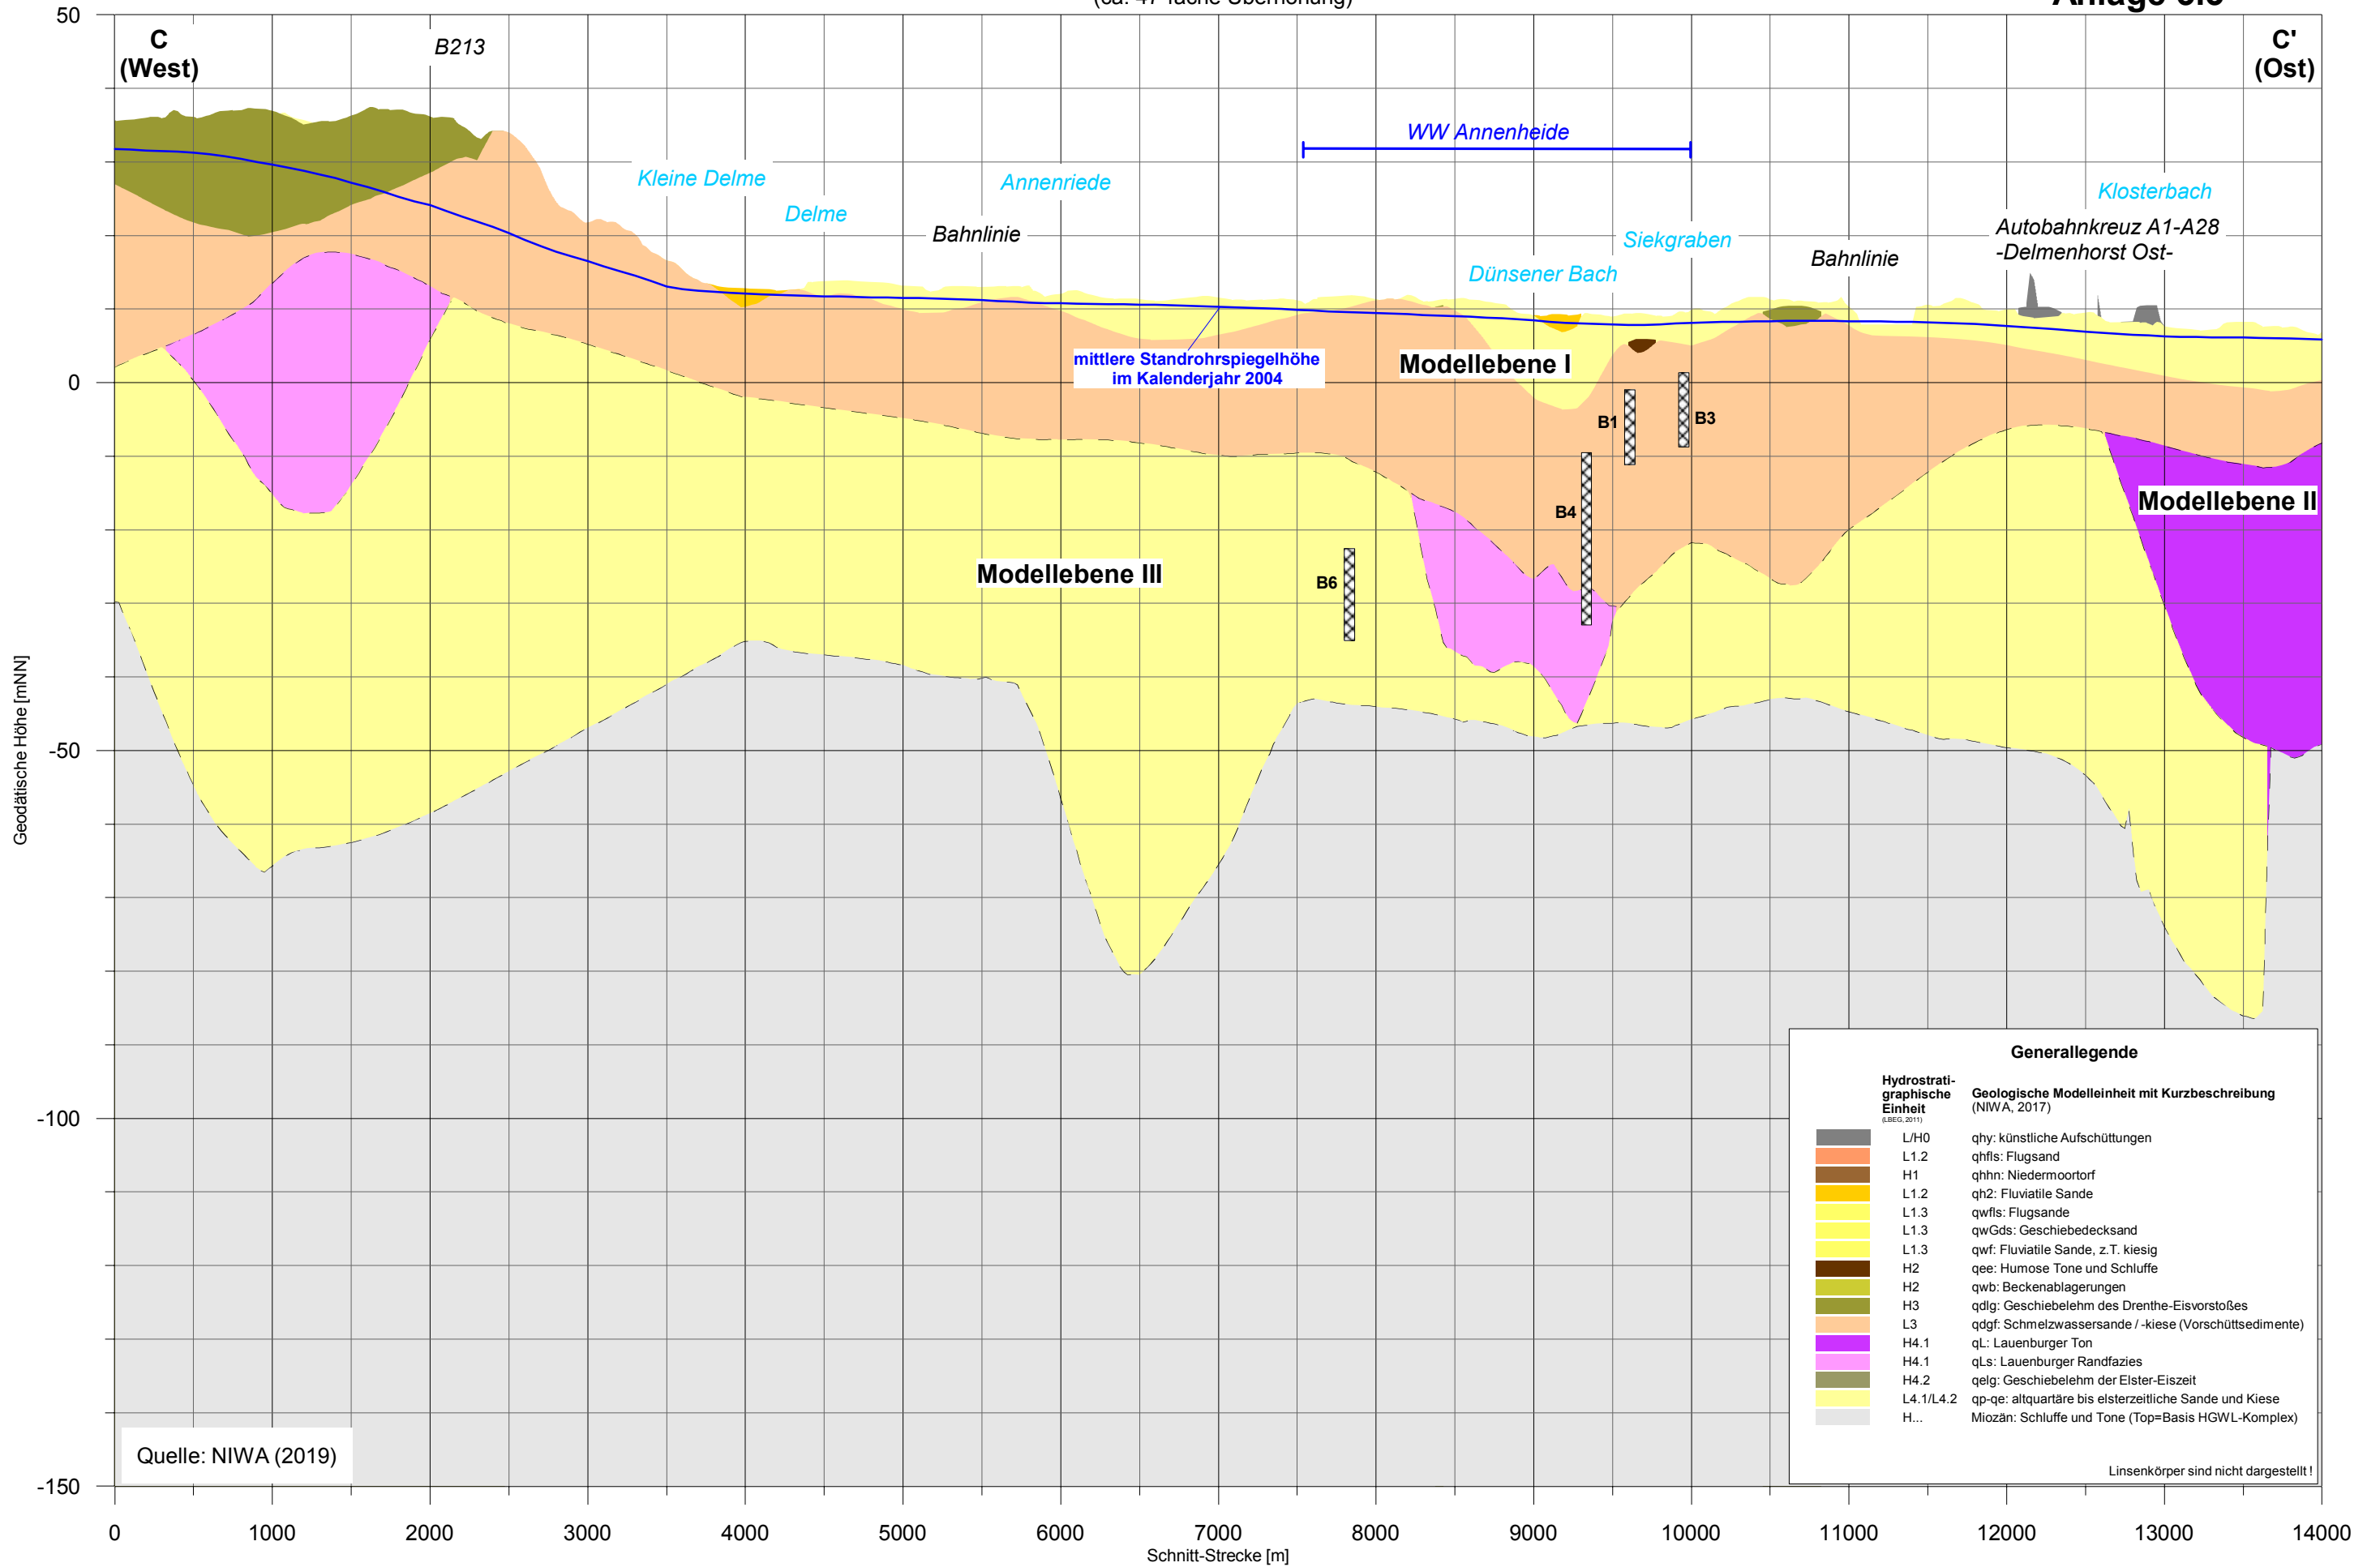 (ca. 47-fache Überhöhung)
50
C
(West)
B213
C'
(Ost)
WW Annenheide
Kleine Delme
Annenriede
Klosterbach
Delme
Bahnlinie
Siekgraben
Autobahnkreuz A1-A28
-Delmenhorst Ost-
Dünsener Bach
Bahnlinie
mittlere Standrohrspiegelhöhe
im Kalenderjahr 2004
Modellebene I
0
B1
B3
B4
Modellebene II
Modellebene III
B6
Geodätische Höhe [mNN]
-50
-100
-150
Generallegende
Hydrostrati-
graphische
Einheit
(LBEG, 2011)
Geologische Modelleinheit mit Kurzbeschreibung
(NIWA, 2017)
L/H0 qhy: künstliche Aufschüttungen
L1.2 qhfls: Flugsand
H1 qhhn: Niedermoortorf
L1.2 qh2: Fluviatile Sande
L1.3 qwfls: Flugsande
L1.3 qwGds: Geschiebedecksand
L1.3 qwf: Fluviatile Sande, z.T. kiesig
H2 qee: Humose Tone und Schluffe
H2 qwb: Beckenablagerungen
H3 qdlg: Geschiebelehm des Drenthe-Eisvorstoßes
L3 qdgf: Schmelzwassersande / -kiese (Vorschüttsedimente)
H4.1 qL: Lauenburger Ton
H4.1 qLs: Lauenburger Randfazies
H4.2 qelg: Geschiebelehm der Elster-Eiszeit
L4.1/L4.2 qp-qe: altquartäre bis elsterzeitliche Sande und Kiese
H... Miozän: Schluffe und Tone (Top=Basis HGWL-Komplex)
Linsenkörper sind nicht dargestellt !
Quelle: NIWA (2019)
0 1000 2000 3000 4000 5000 6000 7000 8000 9000 10000 11000 12000 13000 14000
Schnitt-Strecke [m]